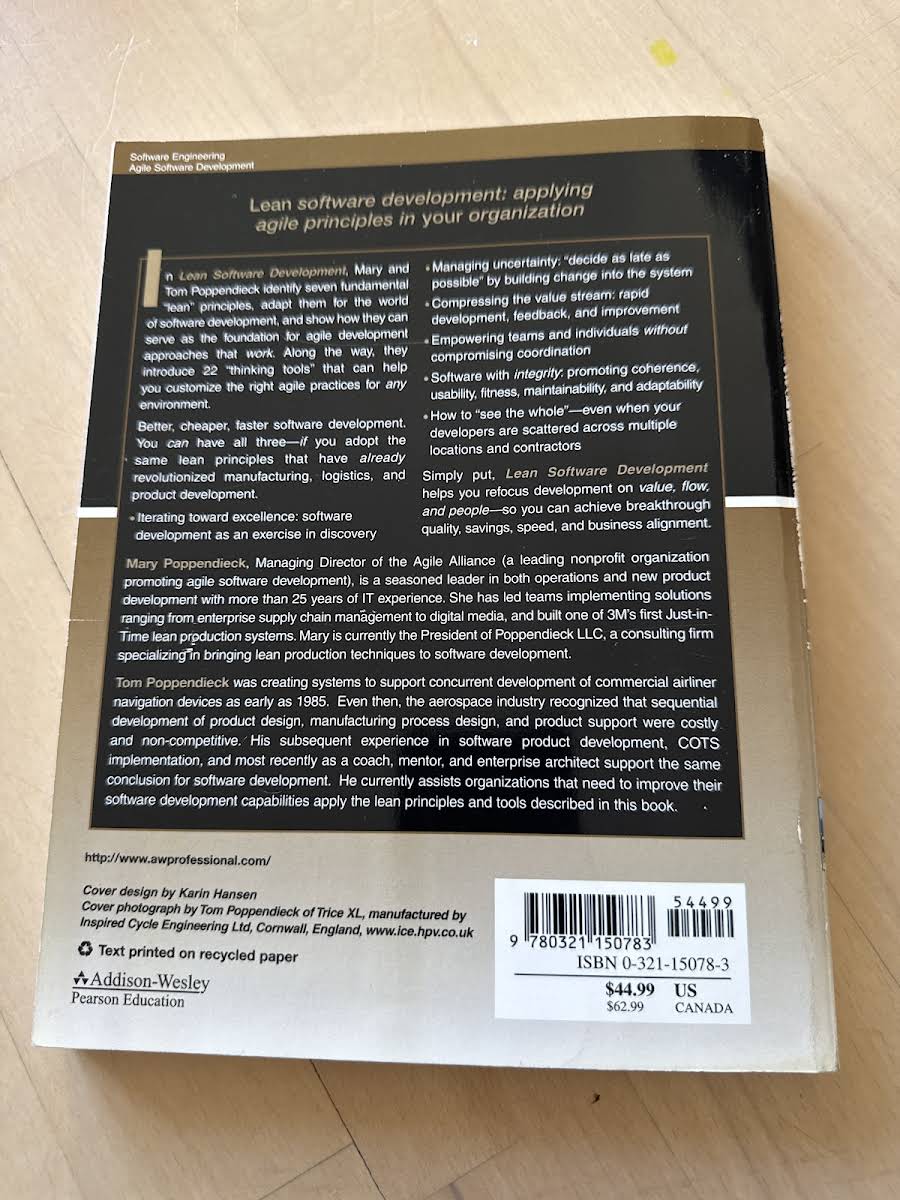 Software Engineering
Agile Software Development
Lean software development: applying
agile principles in your organization
In Lean Software Development, Mary and
Tom Poppendieck identify seven fundamental
"lean" principles, adapt them for the world
of software development, and show how they can
serve as the foundation for agile development
approaches that work. Along the way, they
introduce 22 "thinking tools" that can help
you customize the right agile practices for any
environment.
Better, cheaper, faster software development.
You can have all three—if you adopt the
same lean principles that have already
revolutionized manufacturing, logistics, and
product development.
• Iterating toward excellence: software
development as an exercise in discovery
• Managing uncertainty: "decide as late as
possible" by building change into the system
• Compressing the value stream: rapid
development, feedback, and improvement
• Empowering teams and individuals without
compromising coordination
• Software with integrity: promoting coherence,
usability, fitness, maintainability, and adaptability
• How to "see the whole"—even when your
developers are scattered across multiple
locations and contractors
Simply put, Lean Software Development
helps you refocus development on value, flow,
and people—so you can achieve breakthrough
quality, savings, speed, and business alignment.
Mary Poppendieck, Managing Director of the Agile Alliance (a leading nonprofit organization
promoting agile software development), is a seasoned leader in both operations and new product
development with more than 25 years of IT experience. She has led teams implementing solutions
ranging from enterprise supply chain management to digital media, and built one of 3M's first Just-in-
Time lean production systems. Mary is currently the President of Poppendieck LLC, a consulting firm
specializing in bringing lean production techniques to software development.
Tom Poppendieck was creating systems to support concurrent development of commercial airliner
navigation devices as early as 1985. Even then, the aerospace industry recognized that sequential
development of product design, manufacturing process design, and product support were costly
and non-competitive. His subsequent experience in software product development, COTS
implementation, and most recently as a coach, mentor, and enterprise architect support the same
conclusion for software development. He currently assists organizations that need to improve their
software development capabilities apply the lean principles and tools described in this book.
http://www.awprofessional.com/
Cover design by Karin Hansen
Cover photograph by Tom Poppendieck of Trice XL, manufactured by
Inspired Cycle Engineering Ltd, Cornwall, England, www.ice.hpv.co.uk
Text printed on recycled paper
Addison-Wesley
Pearson Education
54499
9 780321 150783
ISBN 0-321-15078-3
$44.99 US
$62.99 CANADA